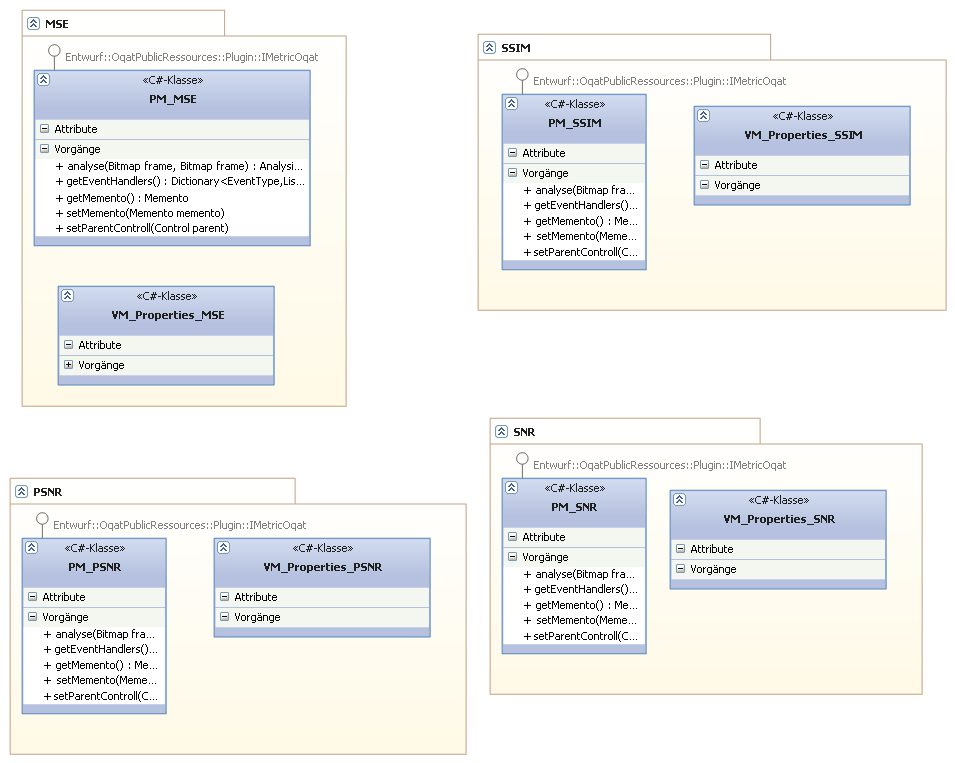 MSE
Entwurf::OqatPublicRessources::Plugin::IMetricOqat
«C#-Klasse»
PM_MSE
Attribute
Vorgänge
+ analyse(Bitmap frame, Bitmap frame) : Analysi...
+ getEventHandlers() : Dictionary<EventType,Lis...
+ getMemento() : Memento
+ setMemento(Memento memento)
+ setParentControll(Control parent)
«C#-Klasse»
VM_Properties_MSE
Attribute
Vorgänge
SSIM
Entwurf::OqatPublicRessources::Plugin::IMetricOqat
«C#-Klasse»
PM_SSIM
Attribute
Vorgänge
+ analyse(Bitmap fra...
+ getEventHandlers()...
+ getMemento() : Me...
+ setMemento(Meme...
+ setParentControll(C...
«C#-Klasse»
VM_Properties_SSIM
Attribute
Vorgänge
PSNR
Entwurf::OqatPublicRessources::Plugin::IMetricOqat
«C#-Klasse»
PM_PSNR
Attribute
Vorgänge
+ analyse(Bitmap fra...
+ getEventHandlers()...
+ getMemento() : Me...
+ setMemento(Meme...
+ setParentControll(C...
«C#-Klasse»
VM_Properties_PSNR
Attribute
Vorgänge
SNR
Entwurf::OqatPublicRessources::Plugin::IMetricOqat
«C#-Klasse»
PM_SNR
Attribute
Vorgänge
+ analyse(Bitmap fra...
+ getEventHandlers()...
+ getMemento() : Me...
+ setMemento(Meme...
+ setParentControll(C...
«C#-Klasse»
VM_Properties_SNR
Attribute
Vorgänge